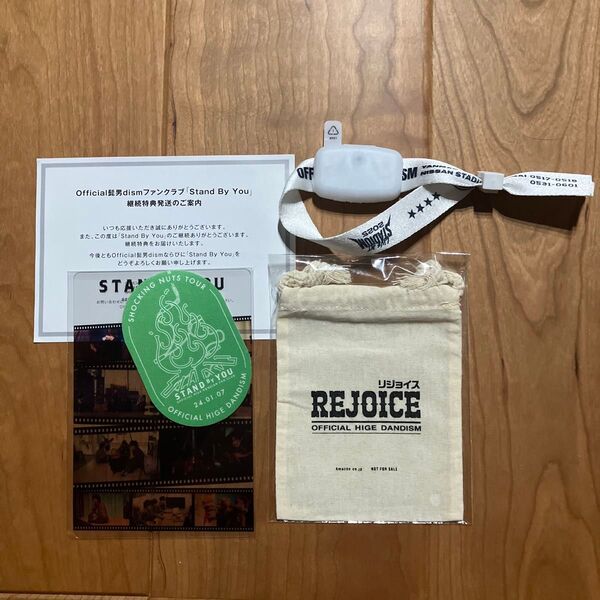 Official髭男dismファンクラブ「Stand By You」
継続特典発送のご案内
いつも応援いただき誠にありがとうございます。
また、この度は「Stand By You」のご継続ありがとうございます。
継続特典をお届けいたします。
今後ともOfficial髭男dismならびに「Stand By You」を
どうぞよろしくお願い申し上げます。
STAND BY YOU
SHOCKING NUTS TOUR
STAND BY YOU
24.01.07
OFFICIAL HIGE DANDISM
NISSAN STADIUM
0517-0518
0531-0601
STADIUM
2025
リジョイス
REJOICE
OFFICIAL HIGE DANDISM
Amazon.co.jp NOT FOR SALE